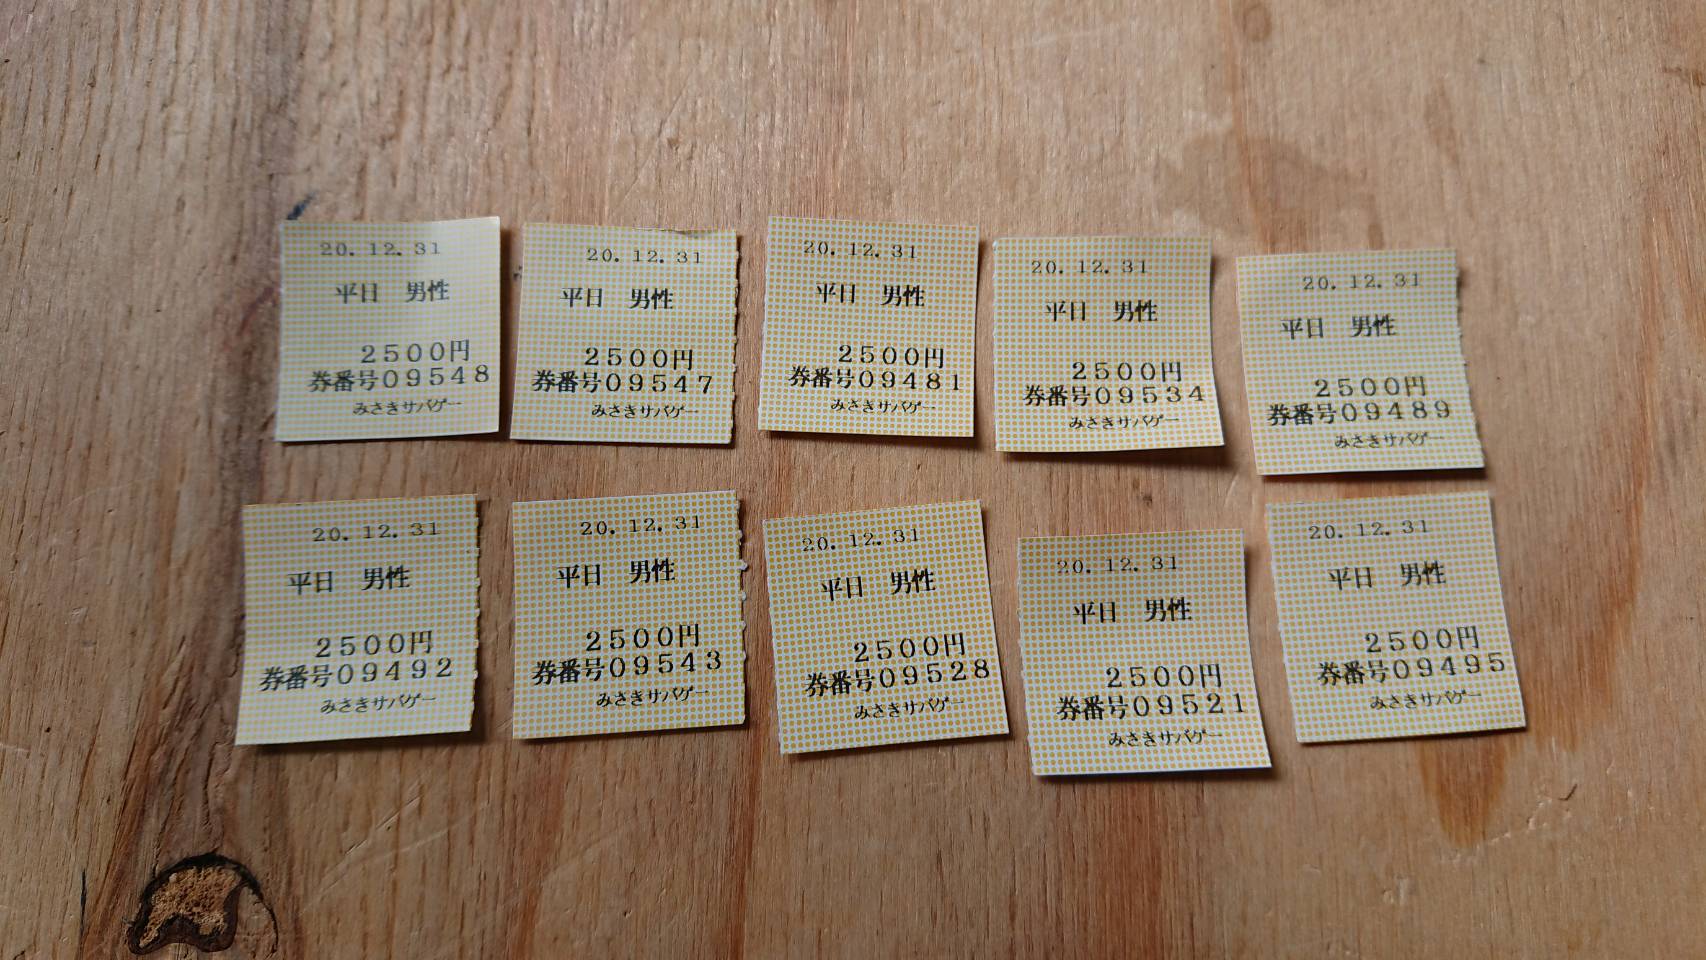 20.12.31
平日 男性
2500円
券番号09548
みさきサバゲー
20.12.31
平日 男性
2500円
券番号09547
みさきサバゲー
20.12.31
平日 男性
2500円
券番号09481
みさきサバゲー
20.12.31
平日 男性
2500円
券番号09534
みさきサバゲー
20.12.31
平日 男性
2500円
券番号09489
みさきサバゲー
20.12.31
平日 男性
2500円
券番号09492
みさきサバゲー
20.12.31
平日 男性
2500円
券番号09543
みさきサバゲー
20.12.31
平日 男性
2500円
券番号09528
みさきサバゲー
20.12.31
平日 男性
2500円
券番号09521
みさきサバゲー
20.12.31
平日 男性
2500円
券番号09495
みさきサバゲー